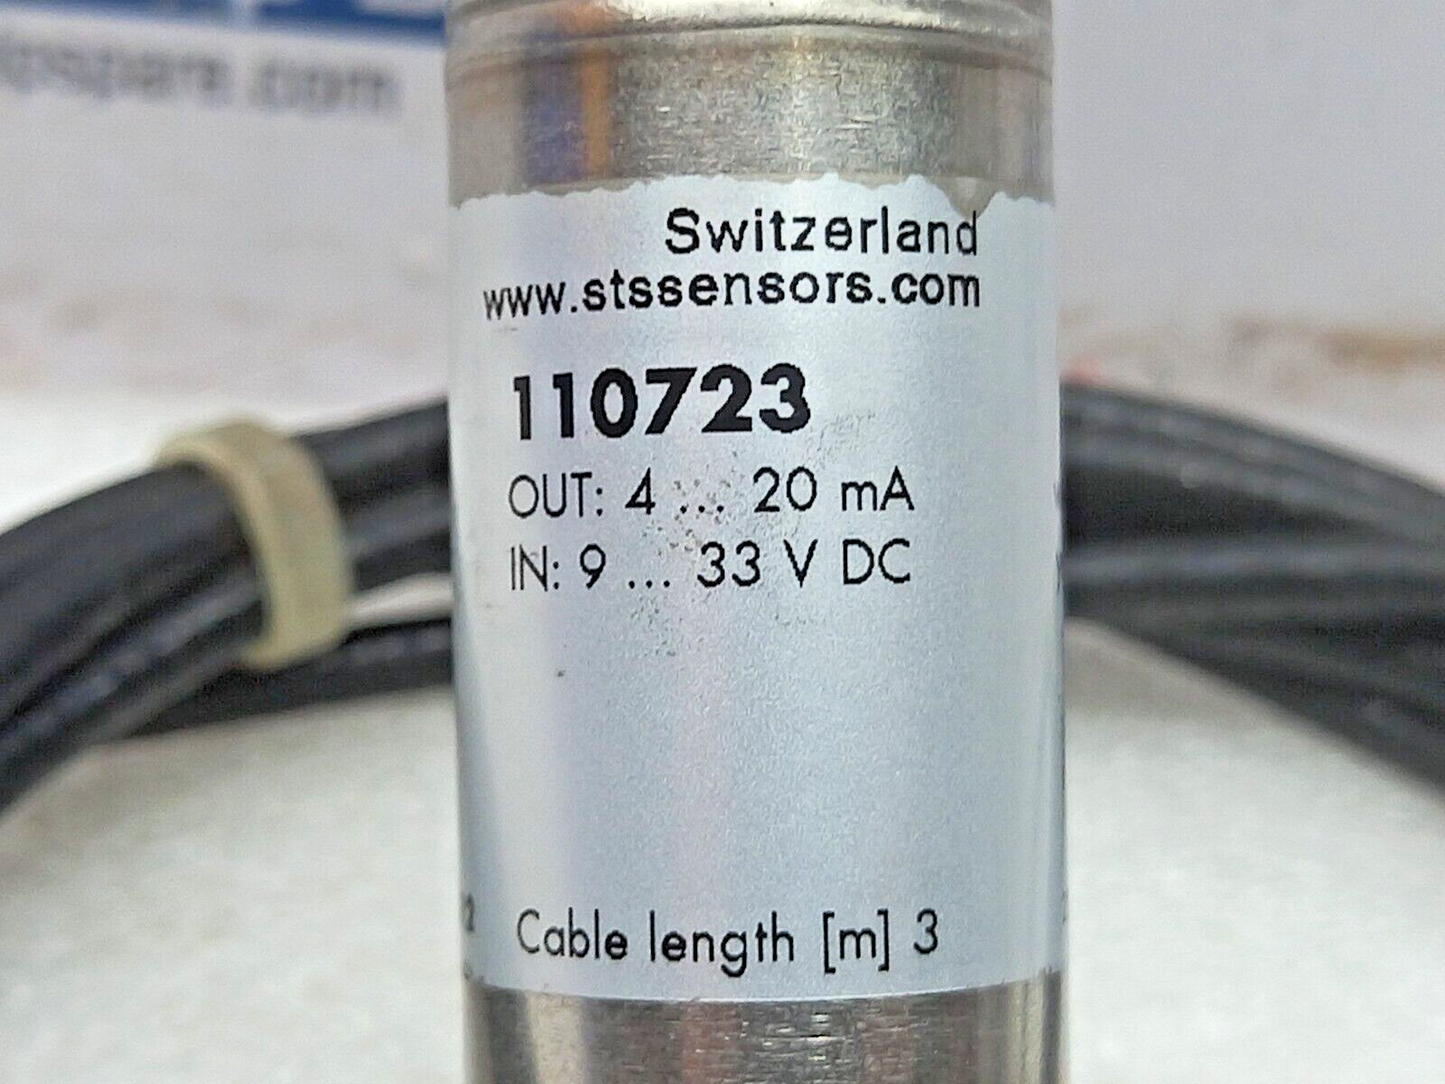 Switzerland
www.stssensors.com
110723
OUT: 4 ... 20 mA
IN: 9 ... 33 V DC
Cable length [m] 3